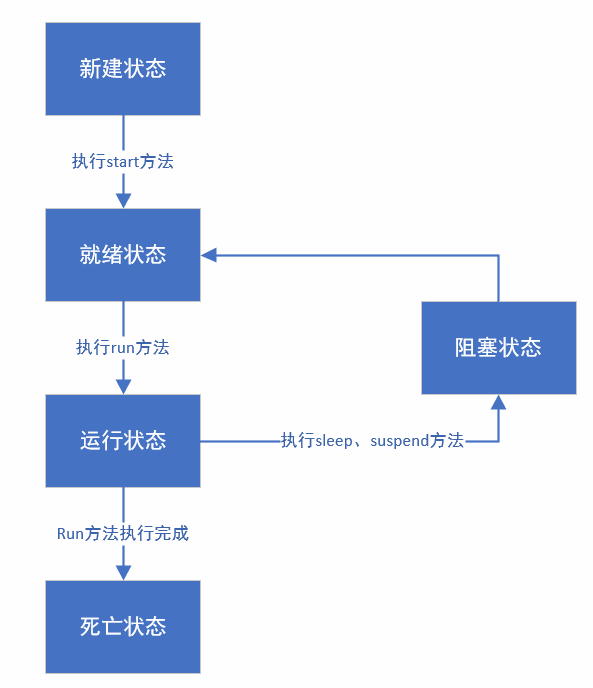 新建状态
执行start方法
就绪状态
执行run方法
阻塞状态
运行状态
执行sleep、suspend方法
Run方法执行完成
死亡状态